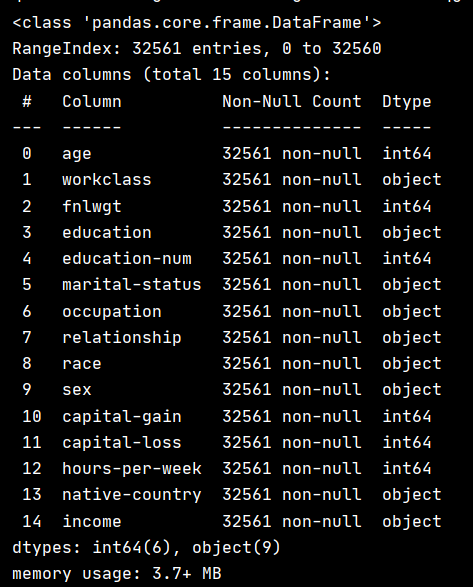 <class 'pandas.core.frame.DataFrame'>
RangeIndex: 32561 entries, 0 to 32560
Data columns (total 15 columns):
 #   Column          Non-Null Count  Dtype
---  ------          --------------  -----
 0   age             32561 non-null  int64
 1   workclass       32561 non-null  object
 2   fnlwgt          32561 non-null  int64
 3   education       32561 non-null  object
 4   education-num   32561 non-null  int64
 5   marital-status  32561 non-null  object
 6   occupation      32561 non-null  object
 7   relationship    32561 non-null  object
 8   race            32561 non-null  object
 9   sex             32561 non-null  object
 10  capital-gain    32561 non-null  int64
 11  capital-loss    32561 non-null  int64
 12  hours-per-week  32561 non-null  int64
 13  native-country  32561 non-null  object
 14  income          32561 non-null  object
dtypes: int64(6), object(9)
memory usage: 3.7+ MB